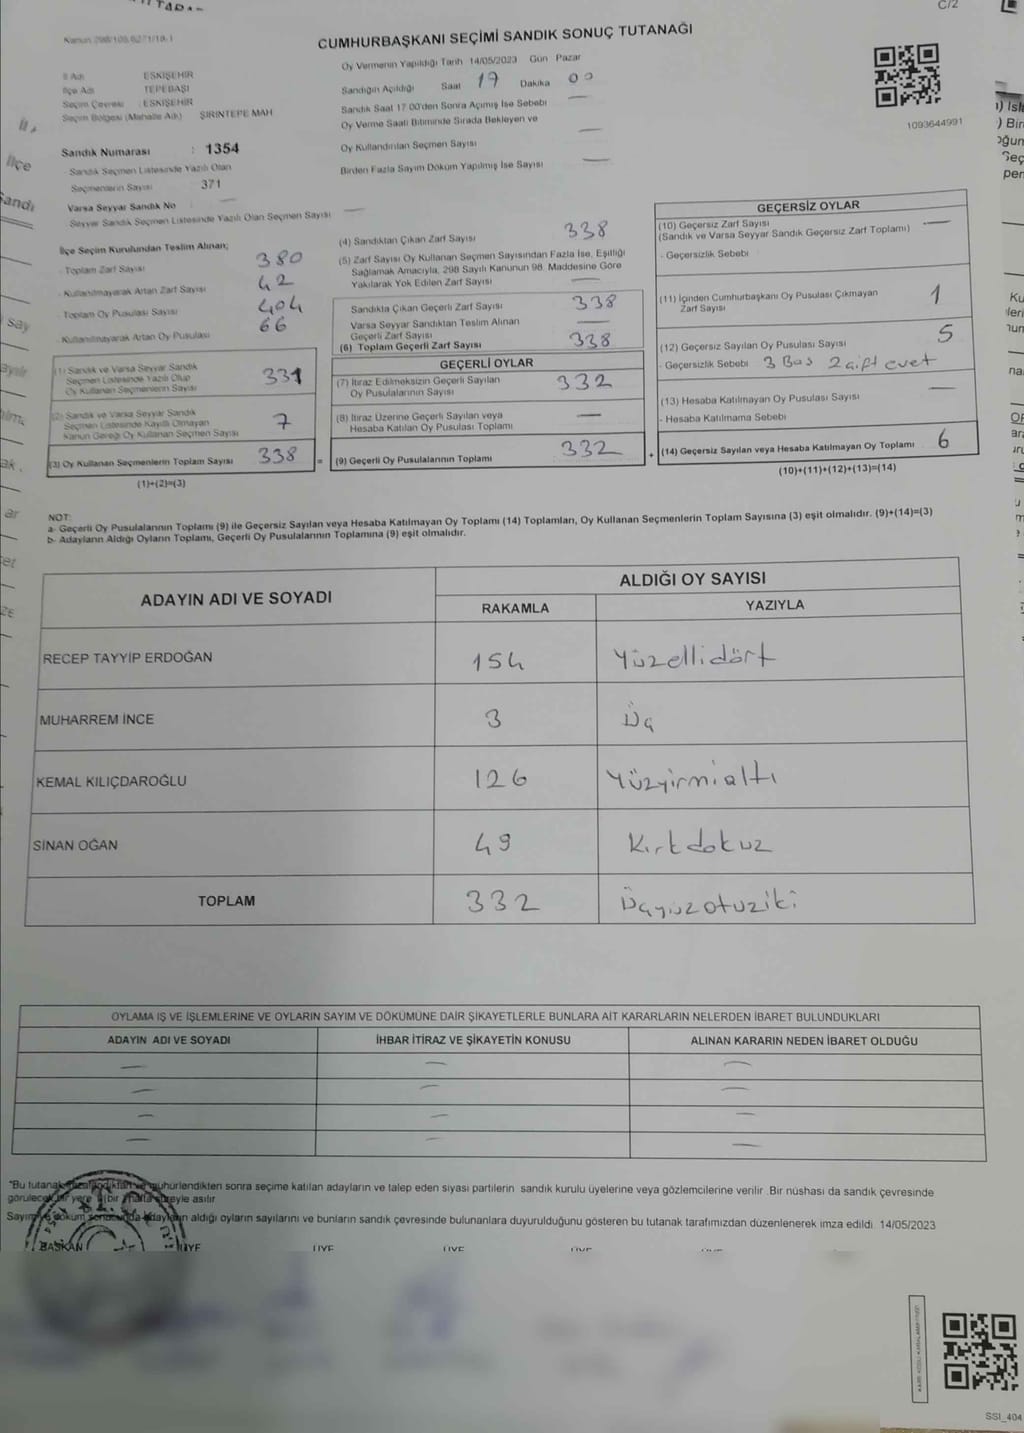 C/2
Kanun 298/105,6271/19.1
CUMHURBAŞKANI SEÇİMİ SANDIK SONUÇ TUTANAĞI
İl Adı ESKİŞEHİR
İlçe Adı TEPEBAŞI
Seçim Çevresi : ESKİŞEHİR
Seçim Bölgesi (Mahalle Adı) ŞİRİNTEPE MAH
Sandık Numarası : 1354
- Sandık Seçmen Listesinde Yazılı Olan
Seçmenlerin Sayısı 371
Varsa Seyyar Sandık No
Seyyar Sandık Seçmen Listesinde Yazılı Olan Seçmen Sayısı —
Oy Vermenin Yapıldığı Tarih 14/05/2023 Gün Pazar
Sandığın Açıldığı Saat 17 Dakika 00
Sandık Saat 17:00'den Sonra Açılmış İse Sebebi —
Oy Verme Saati Bitiminde Sırada Bekleyen ve
Oy Kullandırılan Seçmen Sayısı —
Birden Fazla Sayım Döküm Yapılmış İse Sayısı —
1093644991
İlçe Seçim Kurulundan Teslim Alınan;
- Toplam Zarf Sayısı 380
- Kullanılmayarak Artan Zarf Sayısı 42
- Toplam Oy Pusulası Sayısı 404
- Kullanılmayarak Artan Oy Pusulası 66
(1) Sandık ve Varsa Seyyar Sandık
Seçmen Listesinde Yazılı Olup
Oy Kullanan Seçmenlerin Sayısı 331
(2) Sandık ve Varsa Seyyar Sandık
Seçmen Listesinde Kayıtlı Olmayan
Kanun Gereği Oy Kullanan Seçmen Sayısı 7
(3) Oy Kullanan Seçmenlerin Toplam Sayısı 338 =
(1)+(2)=(3)
(4) Sandıktan Çıkan Zarf Sayısı 338
(5) Zarf Sayısı Oy Kullanan Seçmen Sayısından Fazla İse, Eşitliği
Sağlamak Amacıyla, 298 Sayılı Kanunun 98. Maddesine Göre
Yakılarak Yok Edilen Zarf Sayısı —
Sandıkta Çıkan Geçerli Zarf Sayısı 338
Varsa Seyyar Sandıktan Teslim Alınan
Geçerli Zarf Sayısı —
(6) Toplam Geçerli Zarf Sayısı 338
GEÇERLİ OYLAR
(7) İtiraz Edilmeksizin Geçerli Sayılan
Oy Pusulalarının Sayısı 332
(8) İtiraz Üzerine Geçerli Sayılan veya
Hesaba Katılan Oy Pusulası Toplamı —
(9) Geçerli Oy Pusulalarının Toplamı 332 +
GEÇERSİZ OYLAR
(10) Geçersiz Zarf Sayısı —
(Sandık ve Varsa Seyyar Sandık Geçersiz Zarf Toplamı)
- Geçersizlik Sebebi
(11) İçinden Cumhurbaşkanı Oy Pusulası Çıkmayan
Zarf Sayısı 1
(12) Geçersiz Sayılan Oy Pusulası Sayısı 5
- Geçersizlik Sebebi 3 Boş 2 çift evet
(13) Hesaba Katılmayan Oy Pusulası Sayısı —
- Hesaba Katılmama Sebebi
(14) Geçersiz Sayılan veya Hesaba Katılmayan Oy Toplamı 6
(10)+(11)+(12)+(13)=(14)
NOT:
a- Geçerli Oy Pusulalarının Toplamı (9) ile Geçersiz Sayılan veya Hesaba Katılmayan Oy Toplamı (14) Toplamları, Oy Kullanan Seçmenlerin Toplam Sayısına (3) eşit olmalıdır. (9)+(14)=(3)
b- Adayların Aldığı Oyların Toplamı, Geçerli Oy Pusulalarının Toplamına (9) eşit olmalıdır.
ADAYIN ADI VE SOYADI ALDIĞI OY SAYISI
RAKAMLA YAZIYLA
RECEP TAYYİP ERDOĞAN 154 Yüzellidört
MUHARREM İNCE 3 Üç
KEMAL KILIÇDAROĞLU 126 Yüzyirmialtı
SİNAN OĞAN 49 Kırkdokuz
TOPLAM 332 Üçyüzotuziki
OYLAMA İŞ VE İŞLEMLERİNE VE OYLARIN SAYIM VE DÖKÜMÜNE DAİR ŞİKAYETLERLE BUNLARA AİT KARARLARIN NELERDEN İBARET BULUNDUKLARI
ADAYIN ADI VE SOYADI İHBAR İTİRAZ VE ŞİKAYETİN KONUSU ALINAN KARARIN NEDEN İBARET OLDUĞU
— — —
— — —
— — —
— — —
"Bu tutanak mühürlendikten sonra seçime katılan adayların ve talep eden siyasi partilerin sandık kurulu üyelerine veya gözlemcilerine verilir. Bir nüshası da sandık çevresinde
görülecek bir yere (bir) hafta süreyle asılır
Sayım ve döküm sonucunda adayların aldığı oyların sayılarını ve bunların sandık çevresinde bulunanlara duyurulduğunu gösteren bu tutanak tarafımızdan düzenlenerek imza edildi. 14/05/2023
BAŞKAN ÜYE ÜYE ÜYE ÜYE
SSI_404